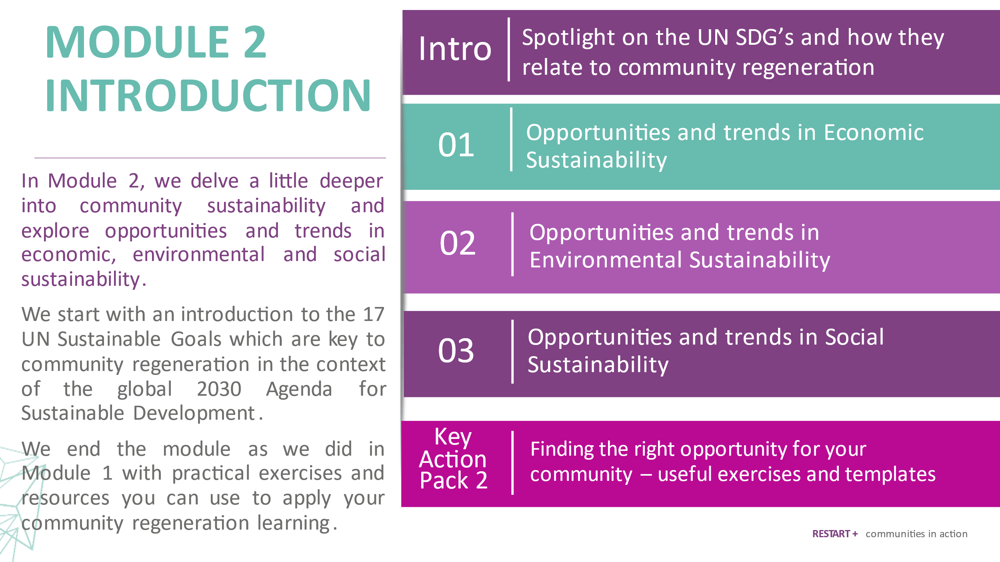 MODULE 2
INTRODUCTION
In Module 2, we delve a little deeper
into community sustainability and
explore opportunities and trends in
economic, environmental and social
sustainability.
We start with an introduction to the 17
UN Sustainable Goals which are key to
community regeneration in the context
of the global 2030 Agenda for
Sustainable Development.
We end the module as we did in
Module 1 with practical exercises and
resources you can use to apply your
community regeneration learning.
Intro
Spotlight on the UN SDG’s and how they
relate to community regeneration
01
Opportunities and trends in Economic
Sustainability
02
Opportunities and trends in
Environmental Sustainability
03
Opportunities and trends in Social
Sustainability
Key
Action
Pack 2
Finding the right opportunity for your
community – useful exercises and templates
RESTART + communities in action